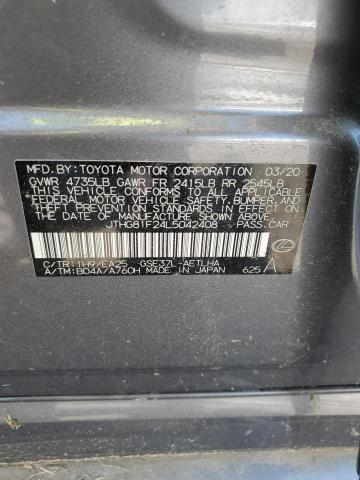 MFD. BY: TOYOTA MOTOR CORPORATION 03/20
GVWR 4735LB GAWR FR 2415LB RR 2545LB
THIS VEHICLE CONFORMS TO ALL APPLICABLE
FEDERAL MOTOR VEHICLE SAFETY, BUMPER, AND
THEFT PREVENTION STANDARDS IN EFFECT ON
THE DATE OF MANUFACTURE SHOWN ABOVE.
JTHG81F24L5042408 PASS.CAR
C/TR:1H9/EA25 GSE37L-AETLHA
A/TM:B04A/A760H MADE IN JAPAN 625 A